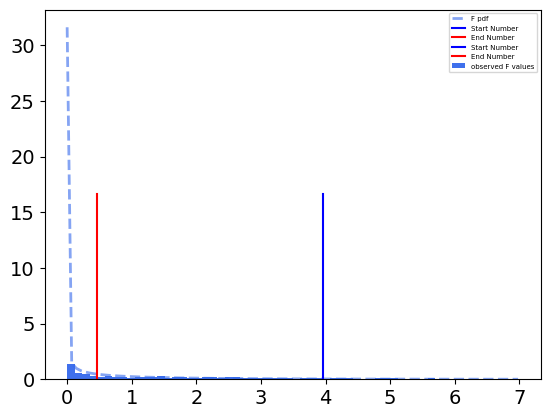 30
25
20
15
10
5
0
0 1 2 3 4 5 6 7
F pdf
Start Number
End Number
Start Number
End Number
observed F values